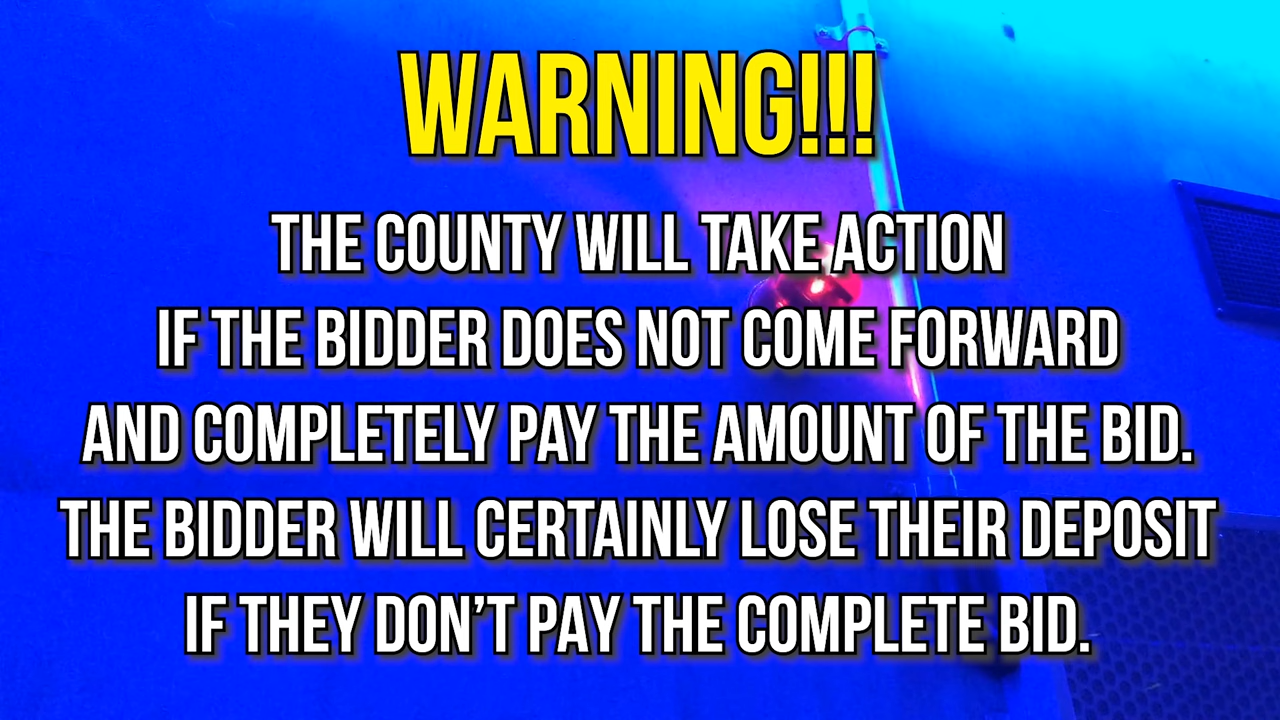 WARNING!!!
THE COUNTY WILL TAKE ACTION
IF THE BIDDER DOES NOT COME FORWARD
AND COMPLETELY PAY THE AMOUNT OF THE BID.
THE BIDDER WILL CERTAINLY LOSE THEIR DEPOSIT
IF THEY DON’T PAY THE COMPLETE BID.